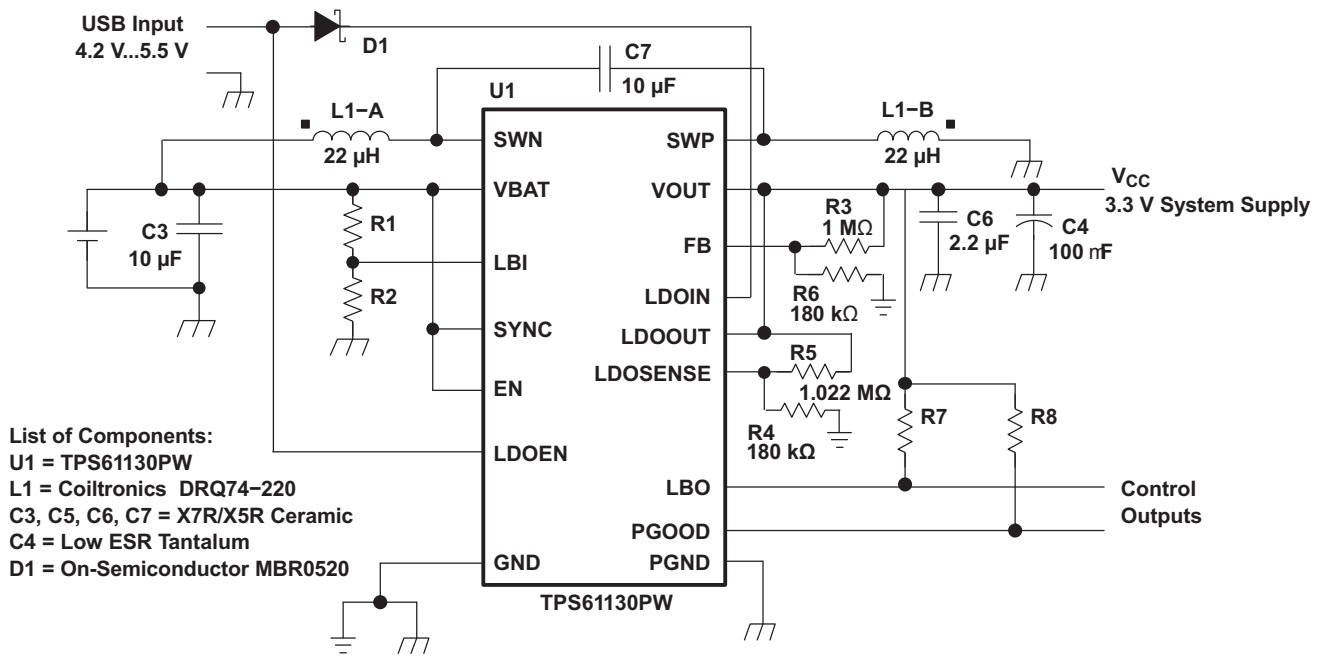 USB Input
4.2 V...5.5 V
D1
C7
10 µF
U1
L1−A
22 µH
L1−B
22 µH
SWN
SWP
VBAT
VOUT
VCC
3.3 V System Supply
C3
10 µF
R1
R2
LBI
FB
R3
1 MΩ
R6
180 kΩ
C6
2.2 µF
C4
100 mF
LDOIN
SYNC
LDOOUT
EN
LDOSENSE
R5
1.022 MΩ
R4
180 kΩ
R7
R8
LDOEN
LBO
PGOOD
Control
Outputs
GND
PGND
TPS61130PW
List of Components:
U1 = TPS61130PW
L1 = Coiltronics DRQ74−220
C3, C5, C6, C7 = X7R/X5R Ceramic
C4 = Low ESR Tantalum
D1 = On-Semiconductor MBR0520